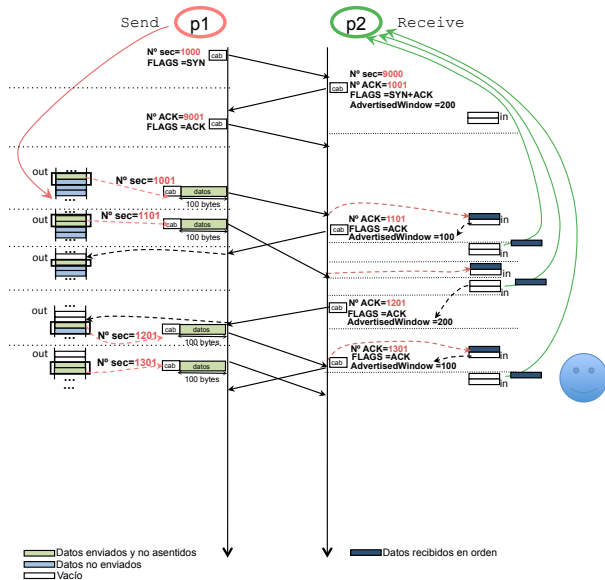 Send p1 p2 Receive
Nº sec=1000
FLAGS =SYN
cab
Nº sec=9000
cab Nº ACK=1001
FLAGS =SYN+ACK
AdvertisedWindow =200
in
Nº ACK=9001
FLAGS =ACK
cab
...
out
Nº sec=1001
cab datos
100 bytes
...
out
Nº sec=1101
cab datos
100 bytes
...
Nº ACK=1101
in
cab FLAGS =ACK
AdvertisedWindow =100
in
out
...
in
in
Nº ACK=1201
cab
FLAGS =ACK
AdvertisedWindow =200
...
out
Nº sec=1201
cab datos
100 bytes
...
...
out
Nº sec=1301
cab datos
100 bytes
...
Nº ACK=1301
in
cab FLAGS =ACK
AdvertisedWindow =100
in
Datos enviados y no asentidos
Datos no enviados
Vacío
Datos recibidos en orden